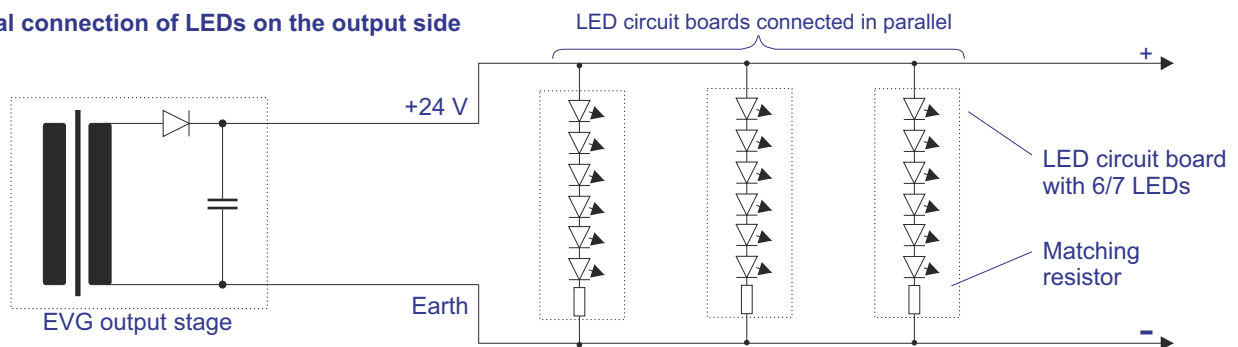 connection of LEDs on the output side
LED circuit boards connected in parallel
+
+24 V
LED circuit board
with 6/7 LEDs
Matching
resistor
Earth
EVG output stage
-